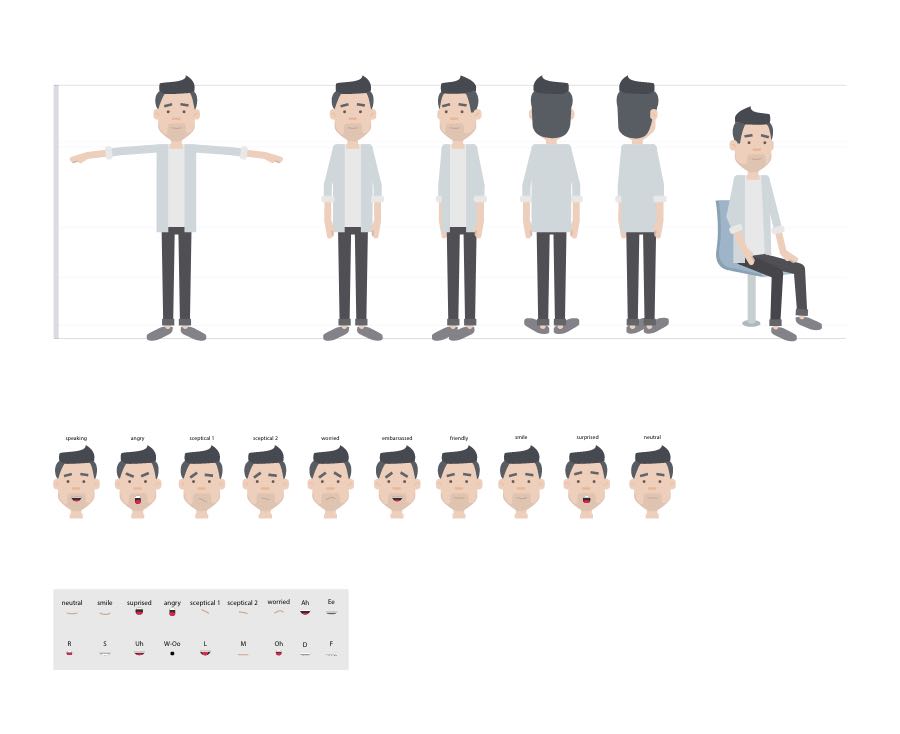 speaking angry sceptical 1 sceptical 2 worried embarrassed friendly smile surprised neutral
neutral smile suprised angry sceptical 1 sceptical 2 worried Ah Ee
R S Uh W-Oo L M Oh D F